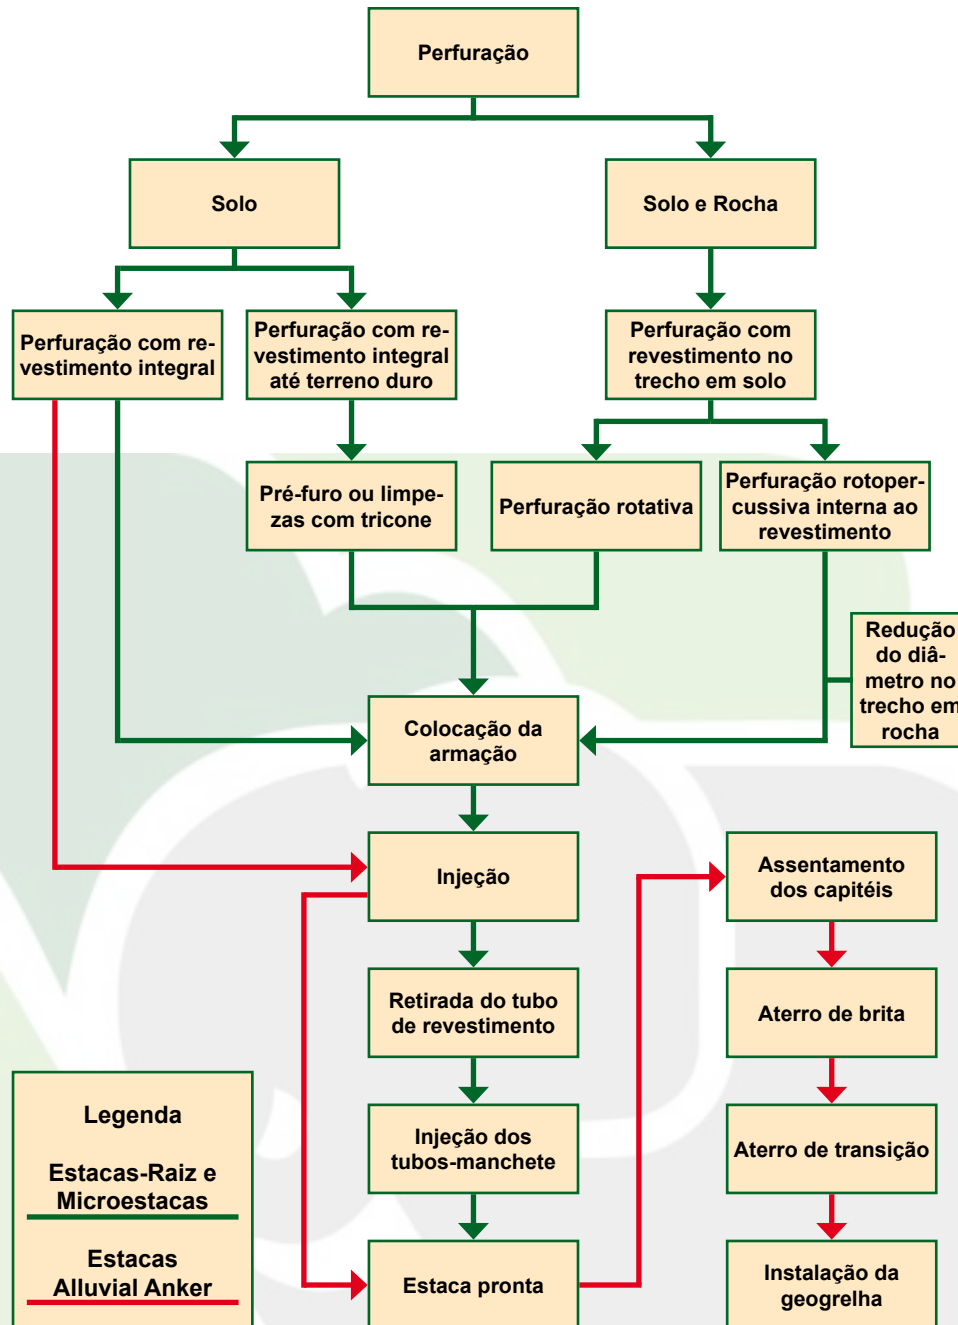 Perfuração
Solo
Solo e Rocha
Perfuração com re-
vestimento integral
Perfuração com re-
vestimento integral
até terreno duro
Perfuração com
revestimento no
trecho em solo
Pré-furo ou limpe-
zas com tricone
Perfuração rotativa
Perfuração rotoper-
cussiva interna ao
revestimento
Redução
do diâ-
metro no
trecho em
rocha
Colocação da
armação
Injeção
Assentamento
dos capitéis
Retirada do tubo
de revestimento
Aterro de brita
Injeção dos
tubos-manchete
Aterro de transição
Estaca pronta
Instalação da
geogrelha
Legenda
Estacas-Raiz e
Microestacas
Estacas
Alluvial Anker